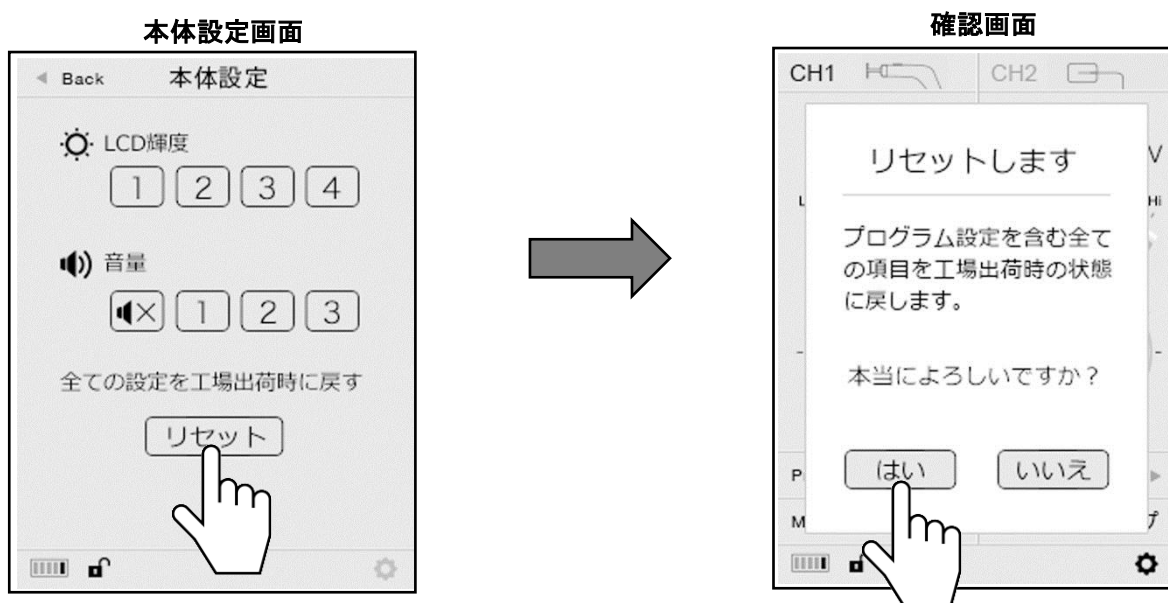 本体設定画面
Back 本体設定
LCD輝度
1 2 3 4
音量
1 2 3
全ての設定を工場出荷時に戻す
リセット
確認画面
CH1 CH2
リセットします
プログラム設定を含む全て
の項目を工場出荷時の状態
に戻します。
本当によろしいですか？
はい いいえ
V
L Hi
P
M プ